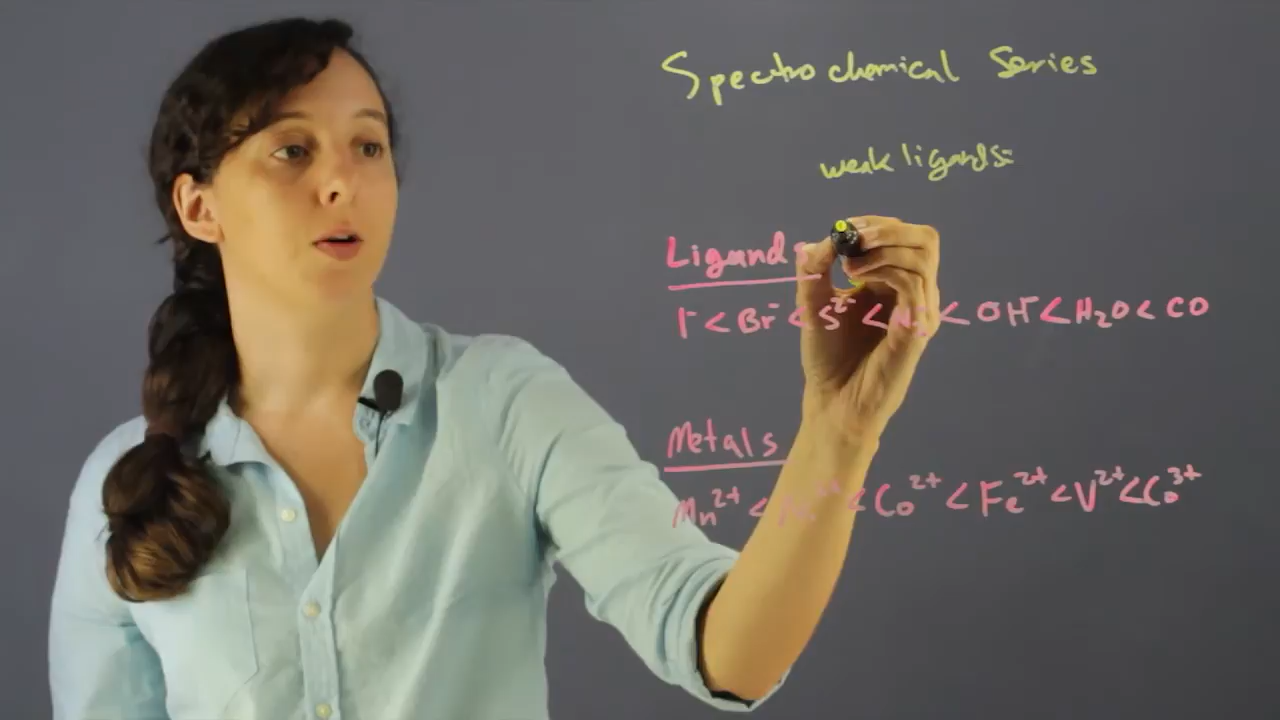 Spectrochemical Series
weak ligands=
Ligands
I⁻ < Br⁻ < S²⁻ < < OH⁻ < H₂O < CO
Metals
Mn²⁺ < < Co²⁺ < Fe²⁺ < V²⁺ < Co³⁺